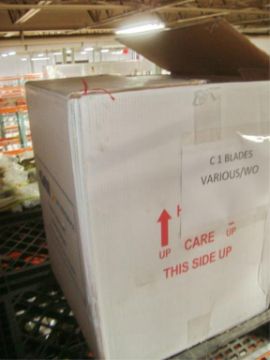 C 1 BLADES
VARIOUS/WO
UP
CARE
UP
THIS SIDE UP